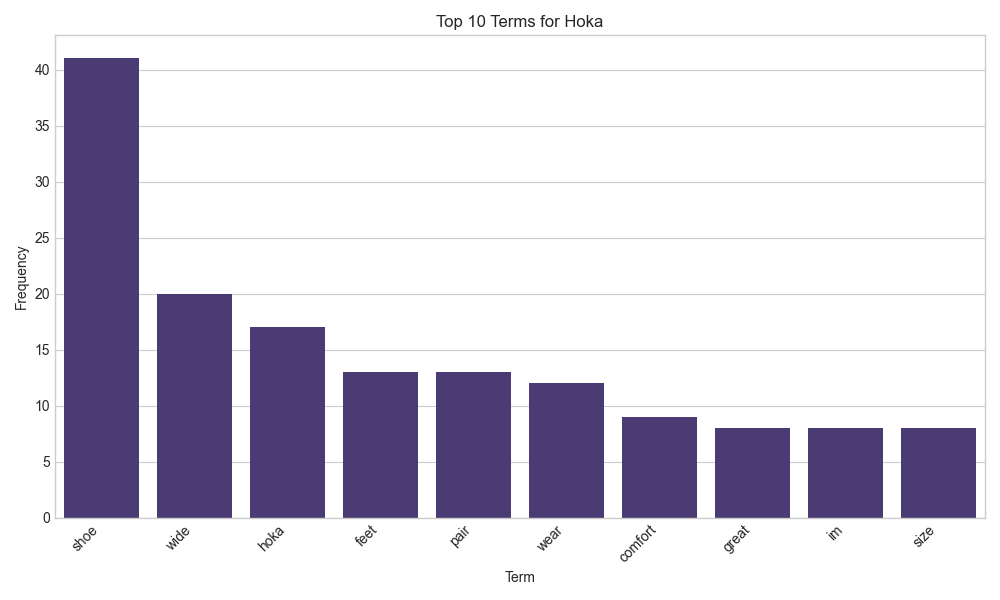 Top 10 Terms for Hoka
Frequency
40
35
30
25
20
15
10
5
0
shoe
wide
hoka
feet
pair
wear
comfort
great
im
size
Term